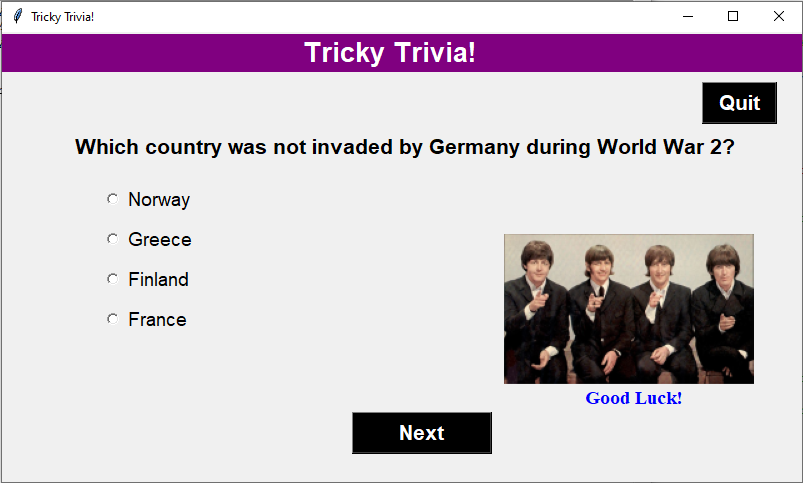 Tricky Trivia!
Tricky Trivia!
Quit
Which country was not invaded by Germany during World War 2?
Norway
Greece
Finland
France
Good Luck!
Next